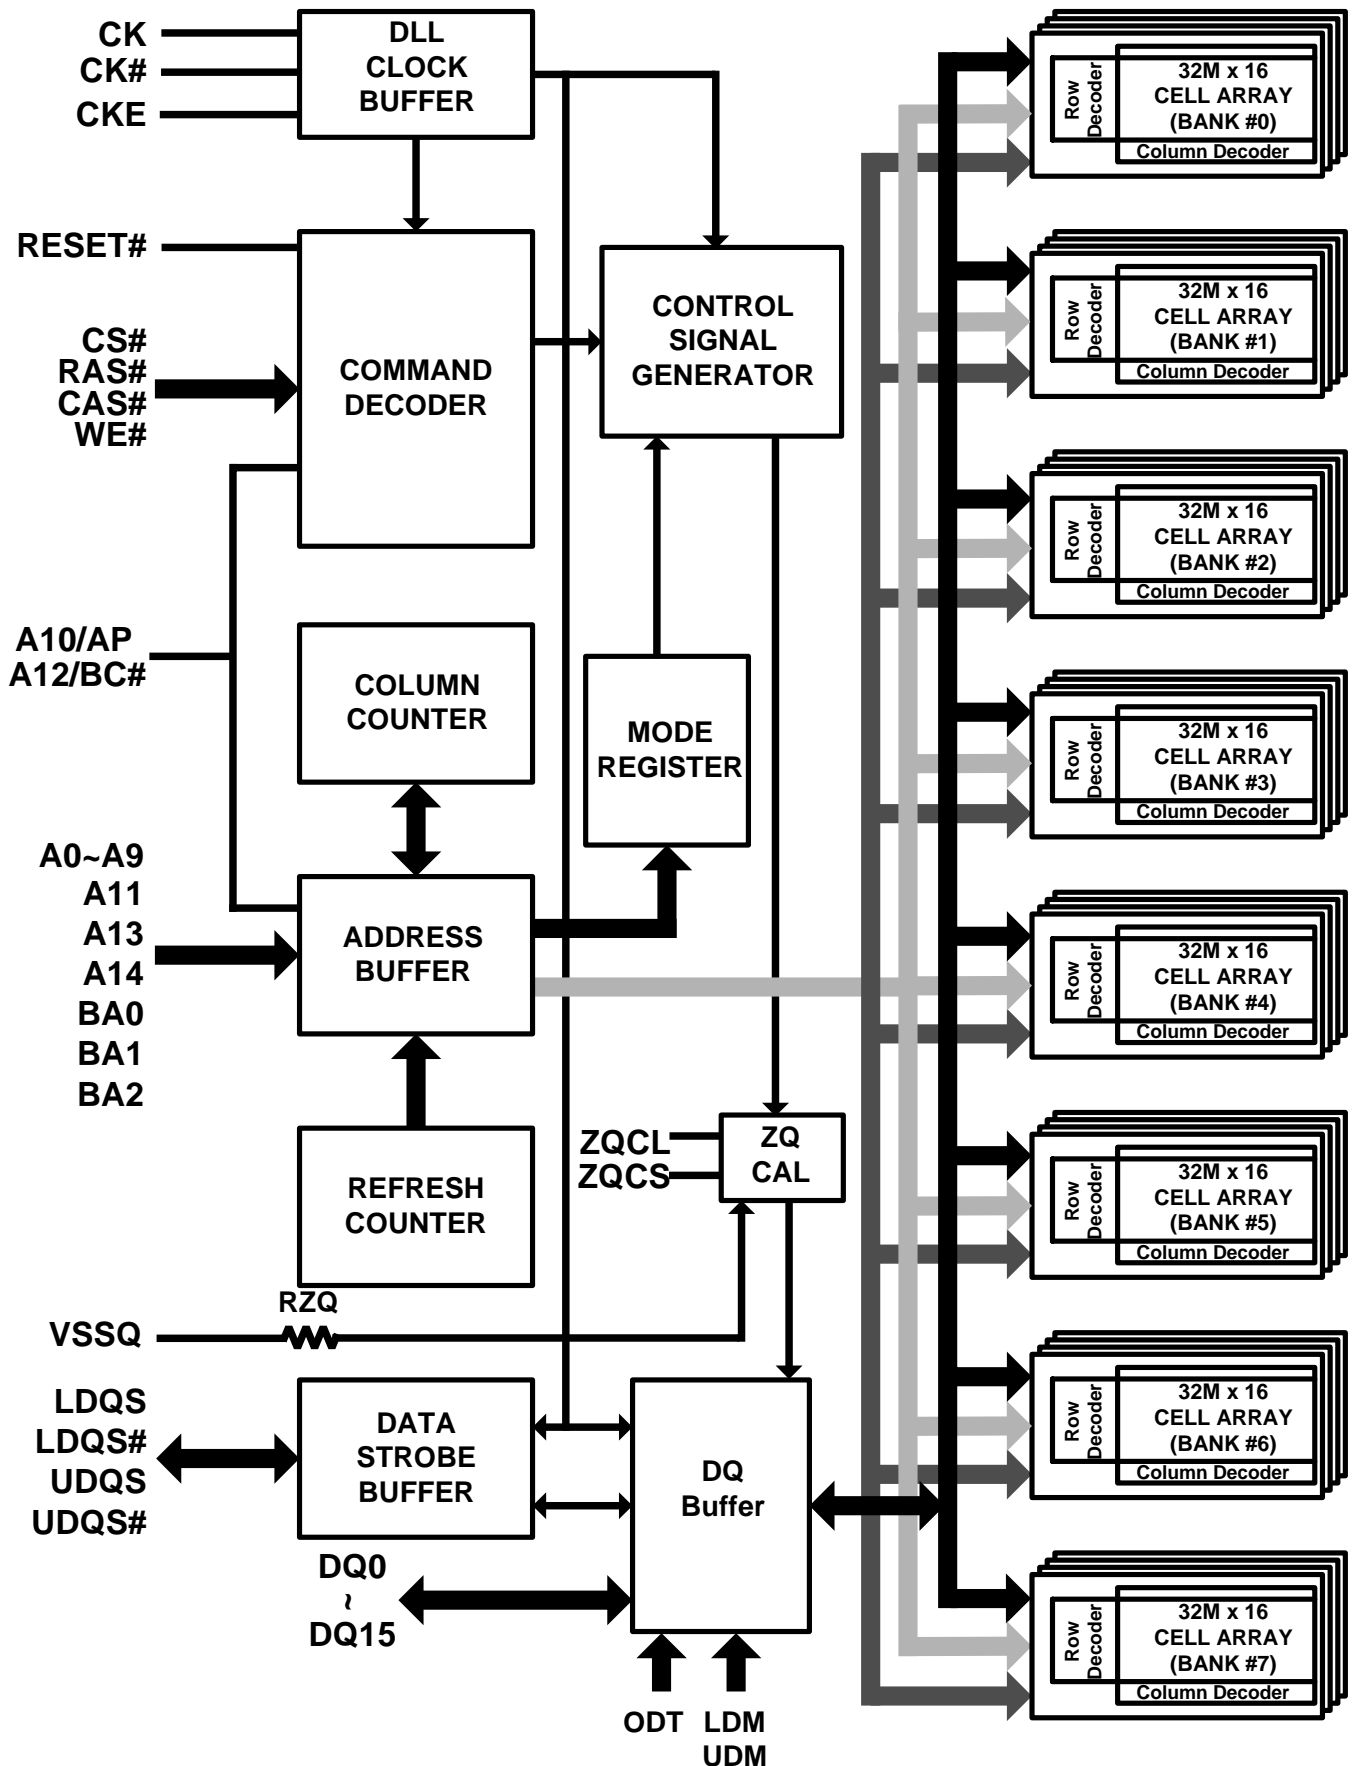 CK
CK#
CKE
DLL
CLOCK
BUFFER
RESET#
CS#
RAS#
CAS#
WE#
COMMAND
DECODER
CONTROL
SIGNAL
GENERATOR
A10/AP
A12/BC#
COLUMN
COUNTER
MODE
REGISTER
A0~A9
A11
A13
A14
BA0
BA1
BA2
ADDRESS
BUFFER
REFRESH
COUNTER
ZQCL
ZQCS
ZQ
CAL
RZQ
VSSQ
LDQS
LDQS#
UDQS
UDQS#
DATA
STROBE
BUFFER
DQ
Buffer
DQ0
~
DQ15
ODT
LDM
UDM
Row
Decoder
32M x 16
CELL ARRAY
(BANK #0)
Column Decoder
Row
Decoder
32M x 16
CELL ARRAY
(BANK #1)
Column Decoder
Row
Decoder
32M x 16
CELL ARRAY
(BANK #2)
Column Decoder
Row
Decoder
32M x 16
CELL ARRAY
(BANK #3)
Column Decoder
Row
Decoder
32M x 16
CELL ARRAY
(BANK #4)
Column Decoder
Row
Decoder
32M x 16
CELL ARRAY
(BANK #5)
Column Decoder
Row
Decoder
32M x 16
CELL ARRAY
(BANK #6)
Column Decoder
Row
Decoder
32M x 16
CELL ARRAY
(BANK #7)
Column Decoder